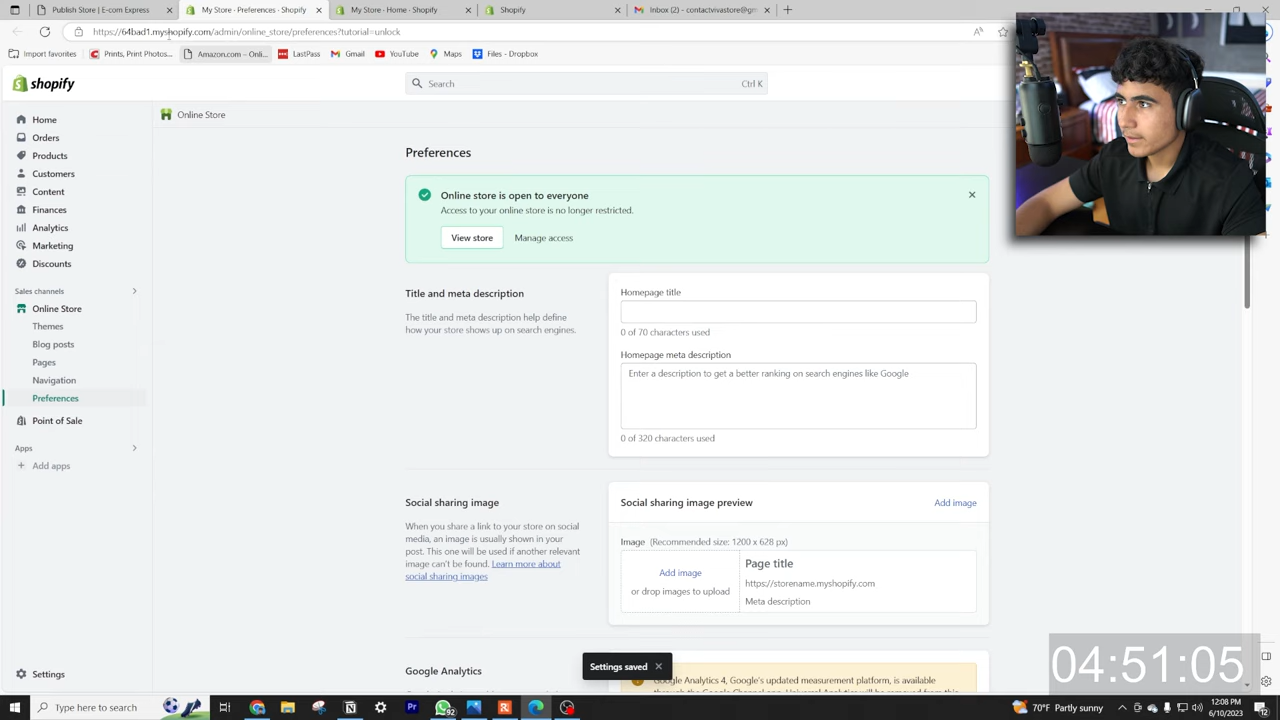 Publish Store | E-com Express
My Store · Preferences · Shopify
My Store · Home · Shopify
Shopify
Inbox (2) - contactvivastore@gma
https://64bad1.myshopify.com/admin/online_store/preferences?tutorial=unlock
Import favorites
Prints, Print Photos...
Amazon.com – Onli...
LastPass
Gmail
YouTube
Maps
Files - Dropbox
shopify
Search
Ctrl K
Home
Orders
Products
Customers
Content
Finances
Analytics
Marketing
Discounts
Sales channels
Online Store
Themes
Blog posts
Pages
Navigation
Preferences
Point of Sale
Apps
Add apps
Settings
Online Store
Preferences
Online store is open to everyone
Access to your online store is no longer restricted.
View store
Manage access
Title and meta description
The title and meta description help define
how your store shows up on search engines.
Homepage title
0 of 70 characters used
Homepage meta description
Enter a description to get a better ranking on search engines like Google
0 of 320 characters used
Social sharing image
When you share a link to your store on social
media, an image is usually shown in your
post. This one will be used if another relevant
image can't be found. Learn more about
social sharing images
Social sharing image preview
Add image
Image (Recommended size: 1200 x 628 px)
Add image
or drop images to upload
Page title
https://storename.myshopify.com
Meta description
Google Analytics
Settings saved
Google Analytics 4, Google's updated measurement platform, is available
04:51:05
Type here to search
92
70°F Partly sunny
12:08 PM
6/10/2023
12